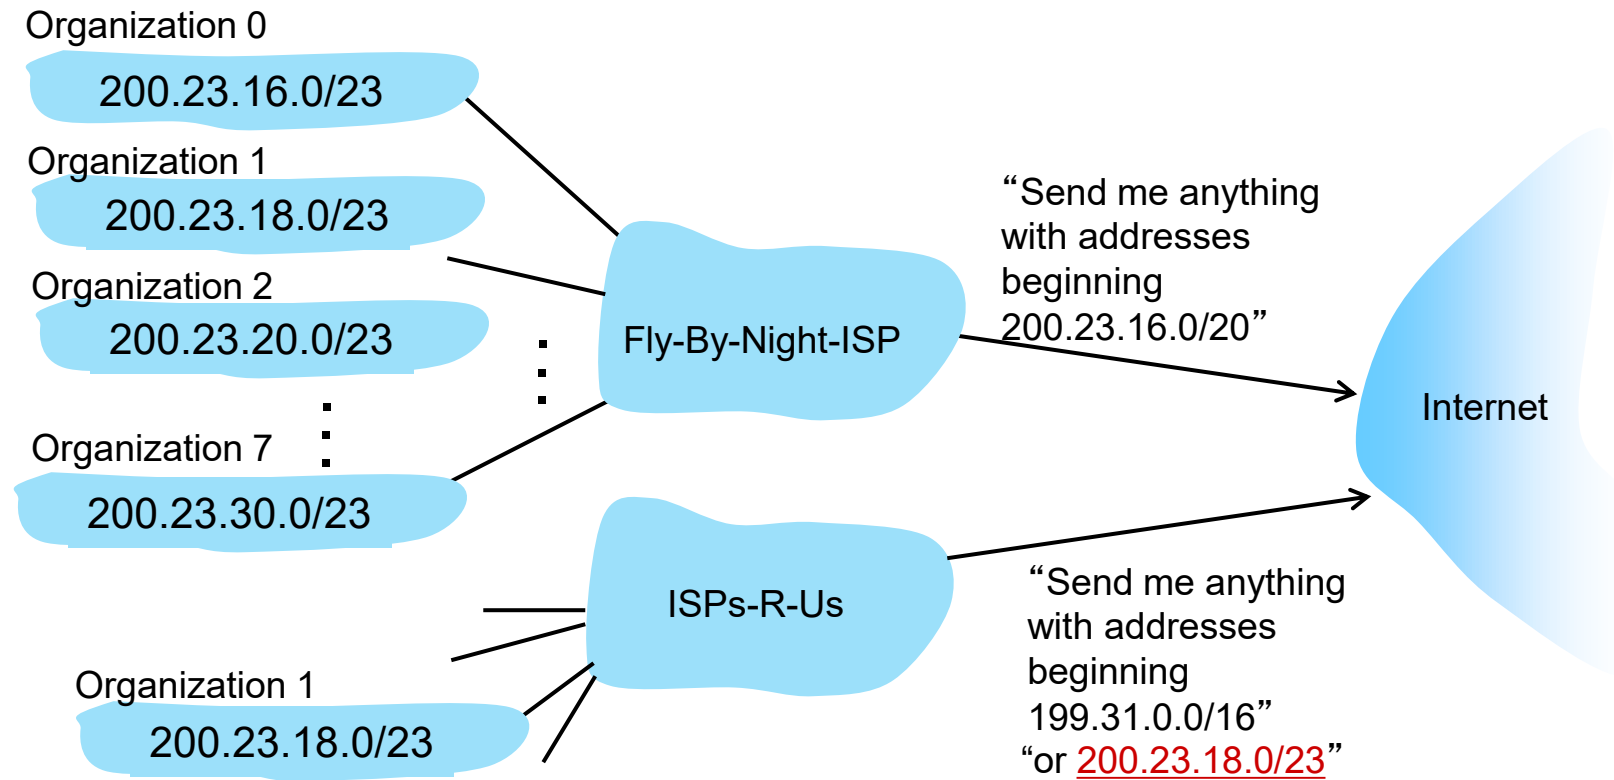 Organization 0
200.23.16.0/23
Organization 1
200.23.18.0/23
Organization 2
200.23.20.0/23
Organization 7
200.23.30.0/23
Fly-By-Night-ISP
“Send me anything
with addresses
beginning
200.23.16.0/20”
Internet
ISPs-R-Us
Organization 1
200.23.18.0/23
“Send me anything
with addresses
beginning
199.31.0.0/16”
“or 200.23.18.0/23”